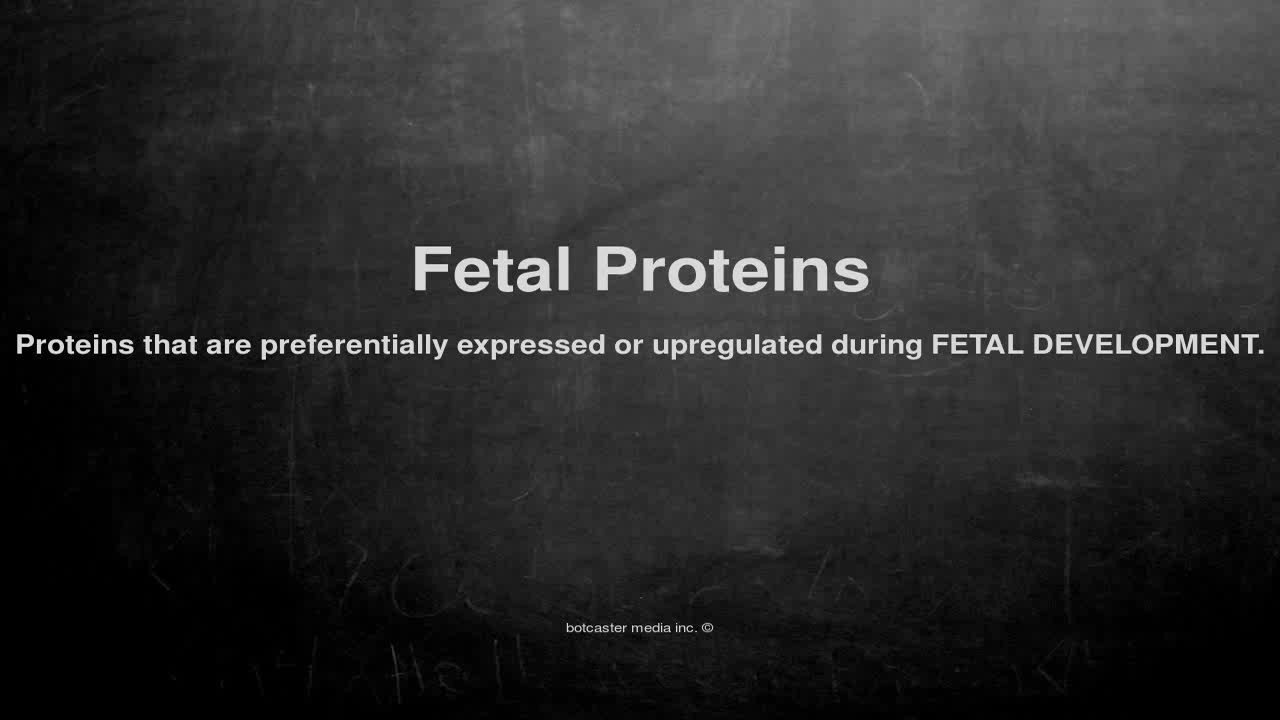 Fetal Proteins
Proteins that are preferentially expressed or upregulated during FETAL DEVELOPMENT.
botcaster media inc. ©